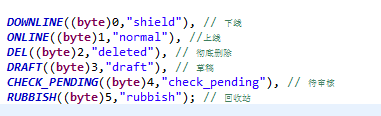 DOWNLINE((byte)0,"shield"), // 下线
ONLINE((byte)1,"normal"), //上线
DEL((byte)2,"deleted"), // 彻底删除
DRAFT((byte)3,"draft"), // 草稿
CHECK_PENDING((byte)4,"check_pending"), // 待审核
RUBBISH((byte)5,"rubbish"); // 回收站